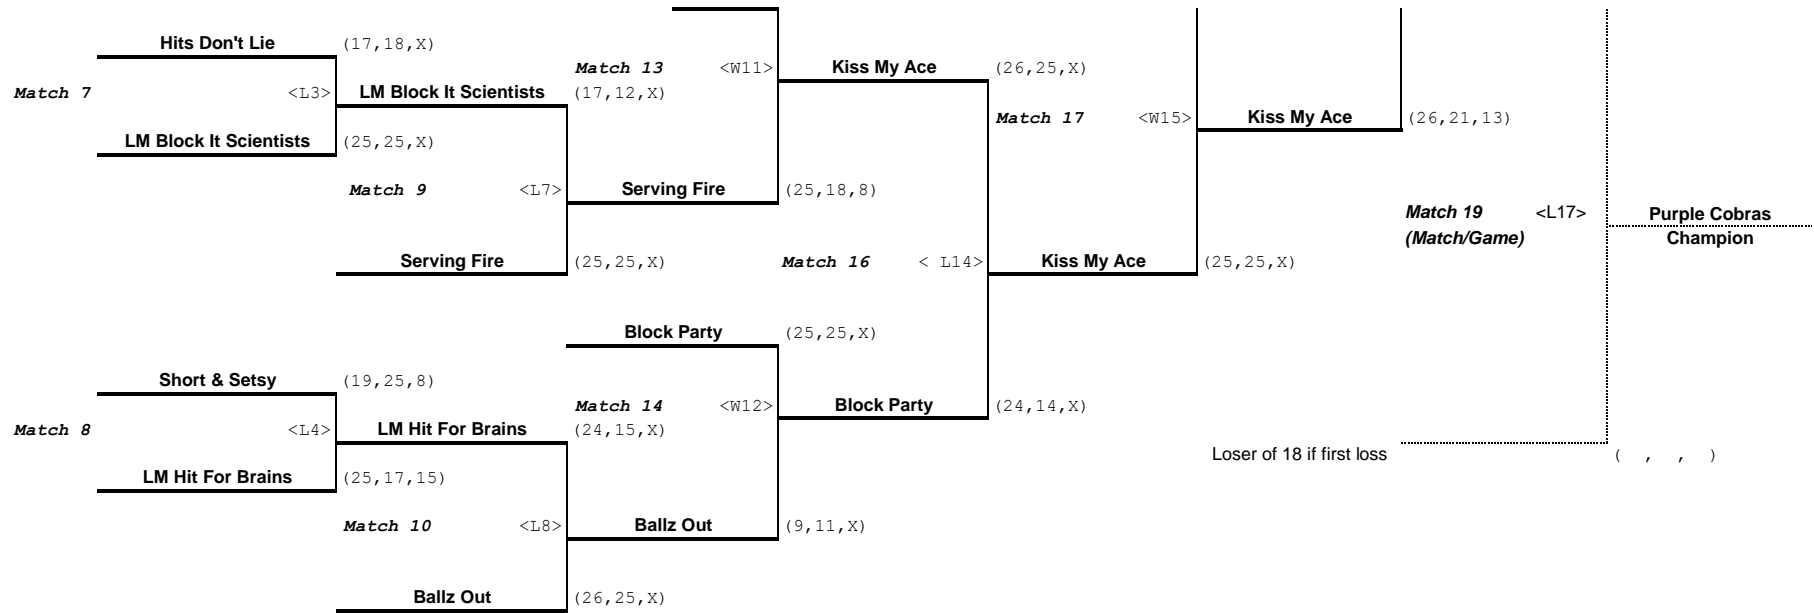 Hits Don't Lie (17,18,X)
Match 13 <W11> Kiss My Ace (26,25,X)
Match 7 <L3> LM Block It Scientists (17,12,X)
Match 17 <W15> Kiss My Ace (26,21,13)
LM Block It Scientists (25,25,X)
Match 9 <L7> Serving Fire (25,18,8)
Match 19 <L17> Purple Cobras
(Match/Game) Champion
Serving Fire (25,25,X) Match 16 < L14> Kiss My Ace (25,25,X)
Block Party (25,25,X)
Short & Setsy (19,25,8)
Match 14 <W12> Block Party (24,14,X)
Match 8 <L4> LM Hit For Brains (24,15,X)
Loser of 18 if first loss ( , , )
LM Hit For Brains (25,17,15)
Match 10 <L8> Ballz Out (9,11,X)
Ballz Out (26,25,X)